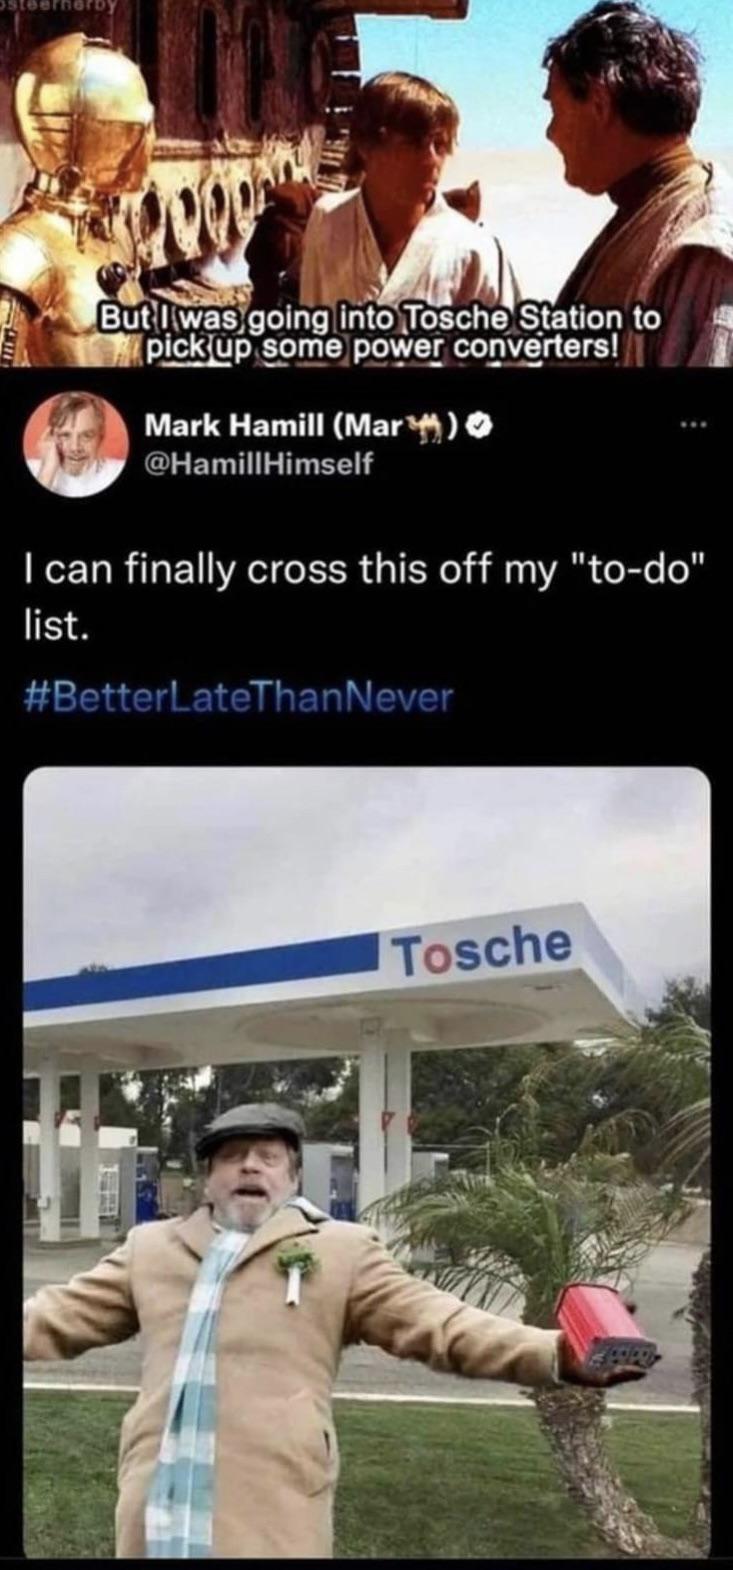 But I was going into Tosche Station to
pick up some power converters!
Mark Hamill (Mar🐫)
@HamillHimself
I can finally cross this off my "to-do"
list.
#BetterLateThanNever
Tosche